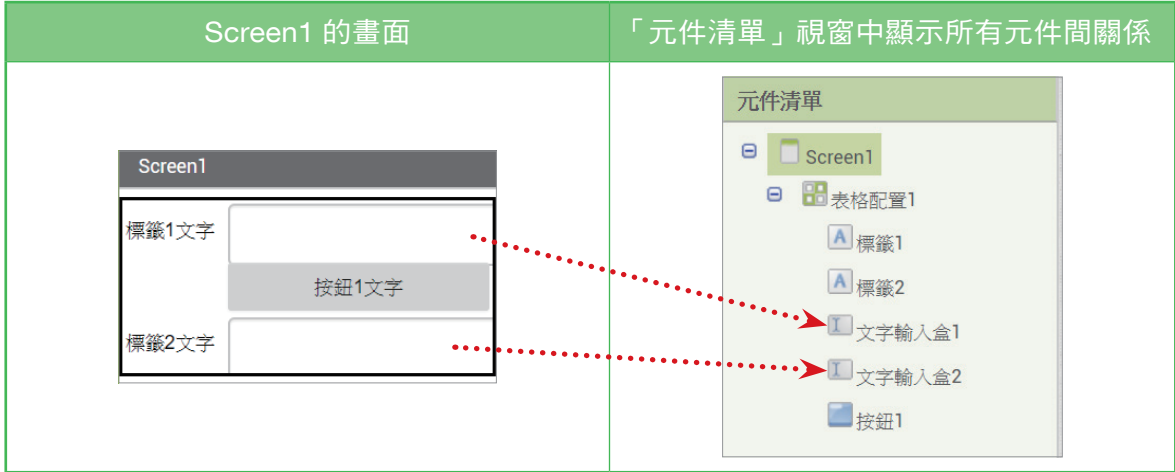 Screen1 的畫面
「元件清單」視窗中顯示所有元件間關係
Screen1
標籤1文字
按鈕1文字
標籤2文字
元件清單
Screen1
表格配置1
A 標籤1
A 標籤2
文字輸入盒1
文字輸入盒2
按鈕1